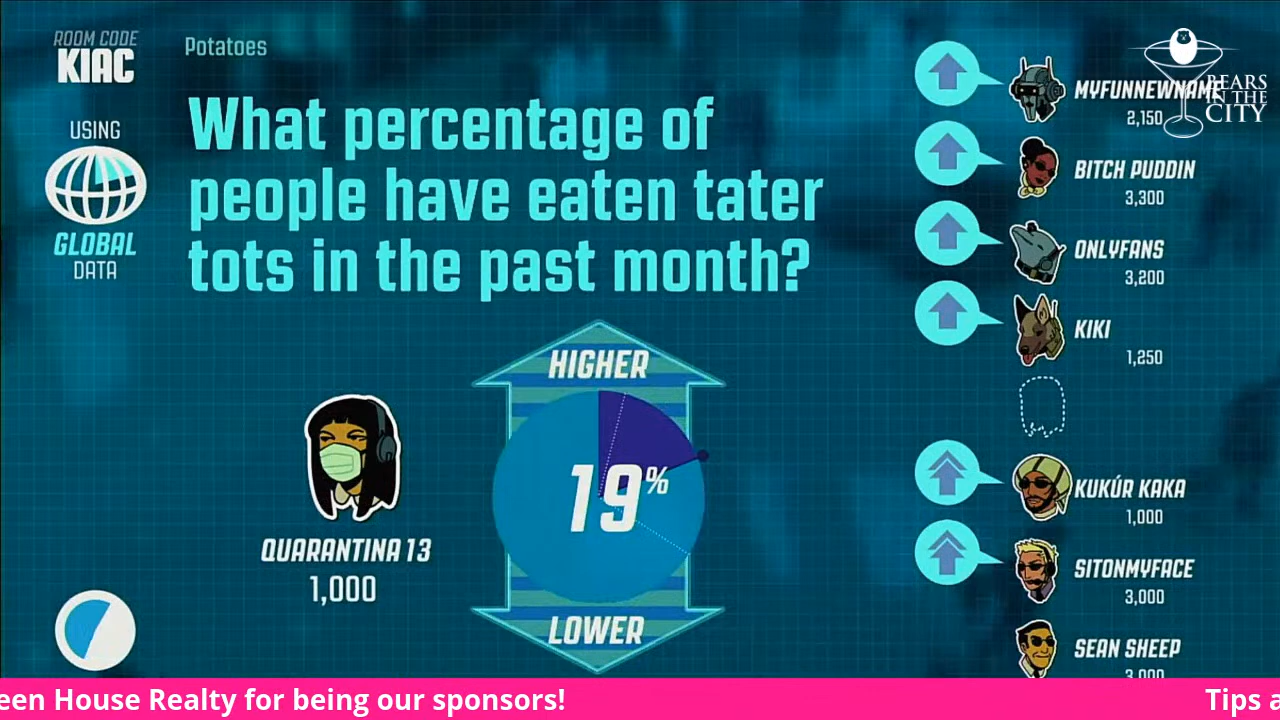 ROOM CODE
KIAC
USING
GLOBAL
DATA
Potatoes
What percentage of
people have eaten tater
tots in the past month?
HIGHER
19%
LOWER
QUARANTINA 13
1,000
MYFUNNEWNAME
2,150
BITCH PUDDIN
3,300
ONLYFANS
3,200
KIKI
1,250
KUKÚR KAKA
1,000
SITONMYFACE
3,000
SEAN SHEEP
3,000
BEARS
IN THE
CITY
een House Realty for being our sponsors!
Tips a